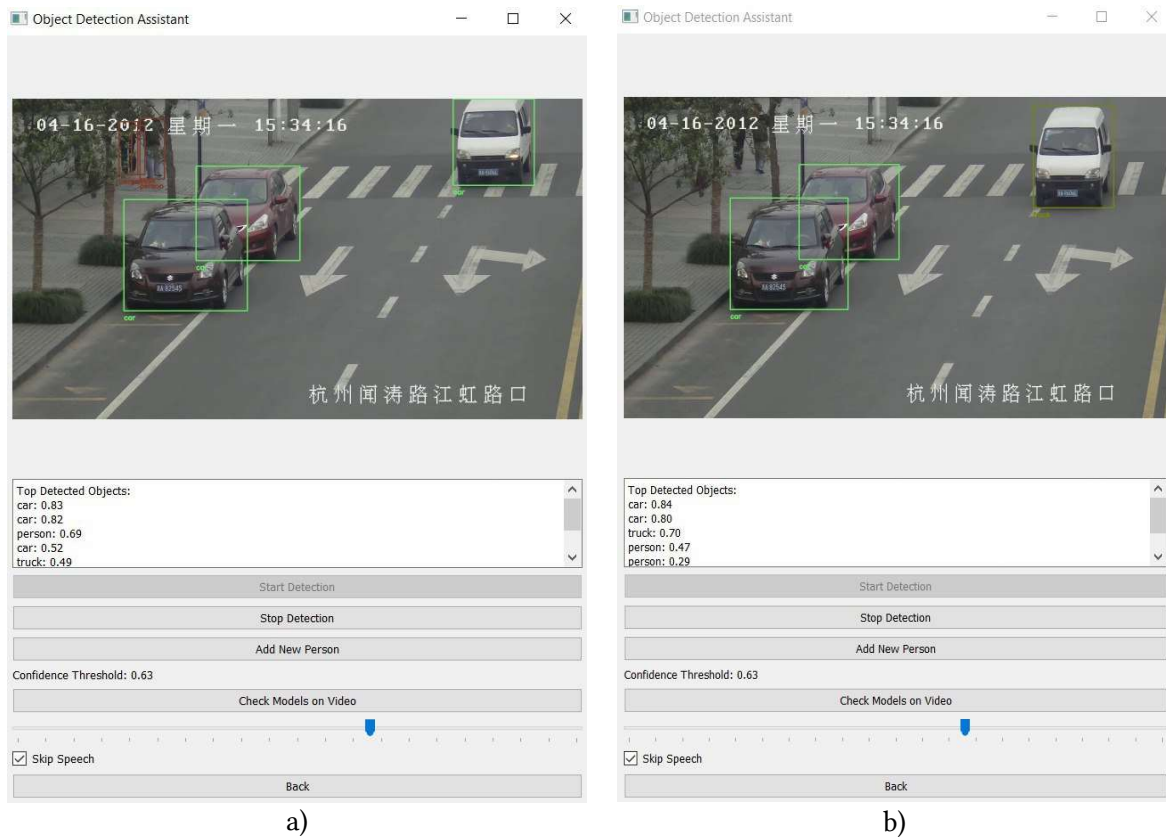 Object Detection Assistant
04-16-2012 星期一 15:34:16
car
car
car
杭州闻涛路江虹路口
Top Detected Objects:
car: 0.83
car: 0.82
person: 0.69
car: 0.52
truck: 0.49
Start Detection
Stop Detection
Add New Person
Confidence Threshold: 0.63
Check Models on Video
Skip Speech
Back
a)
Object Detection Assistant
04-16-2012 星期一 15:34:16
truck
car
car
杭州闻涛路江虹路口
Top Detected Objects:
car: 0.84
car: 0.80
truck: 0.70
person: 0.47
person: 0.29
Start Detection
Stop Detection
Add New Person
Confidence Threshold: 0.63
Check Models on Video
Skip Speech
Back
b)